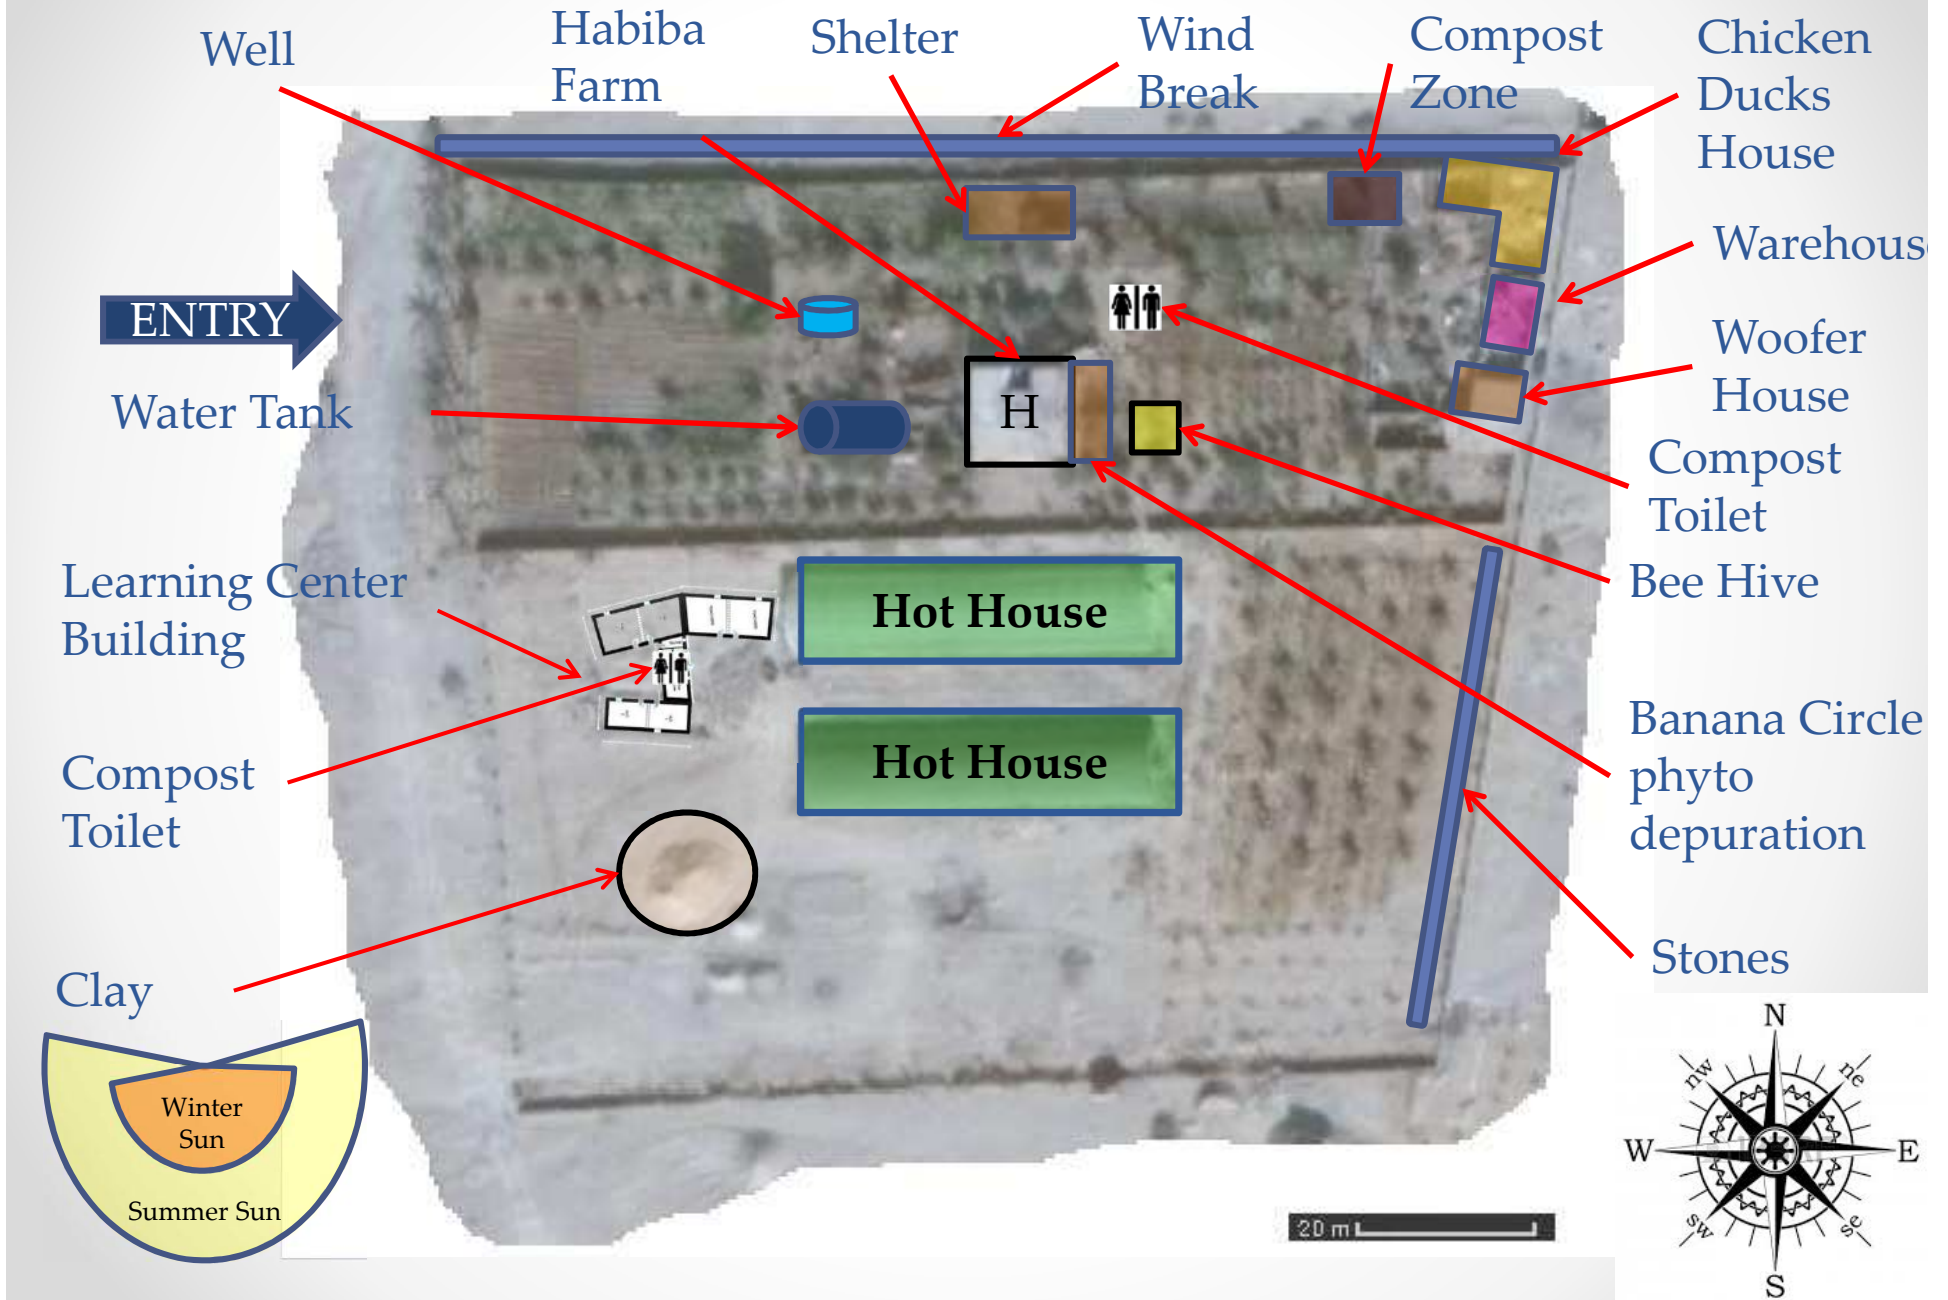 Well
Habiba
Farm
Shelter
Wind
Break
Compost
Zone
Chicken
Ducks
House
Warehouse
ENTRY
Woofer
House
Water Tank
H
Compost
Toilet
Learning Center
Building
Hot House
Bee Hive
Hot House
Banana Circle
phyto
depuration
Compost
Toilet
Clay
Stones
Winter
Sun
Summer Sun
20 m
N
nw
ne
W
E
sw
se
S